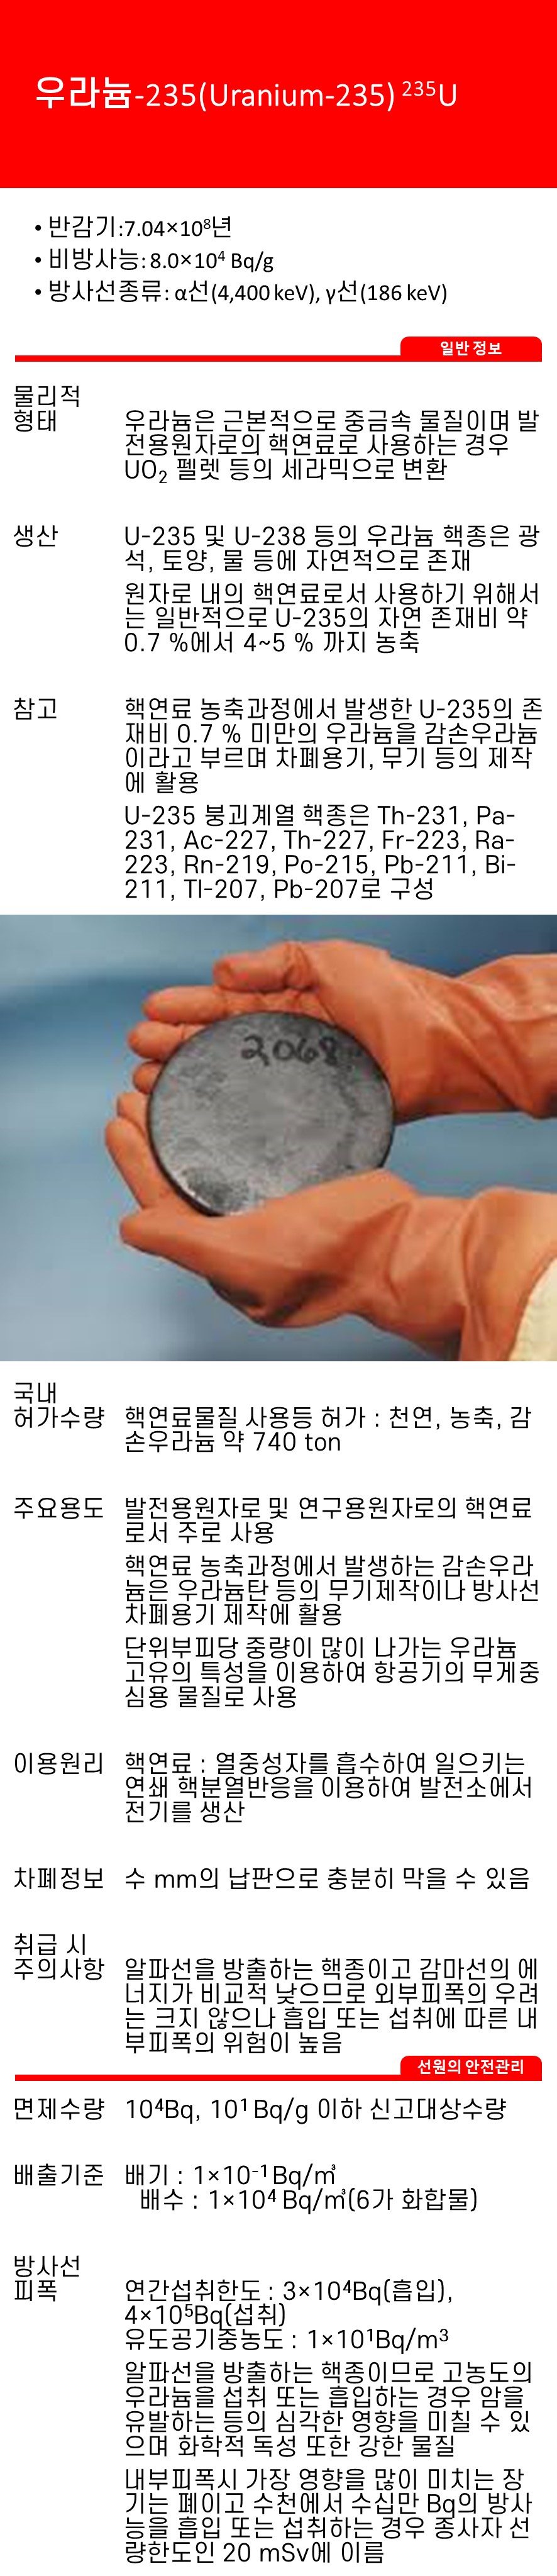 우라늄-235(Uranium-235) ²³⁵U
• 반감기:7.04×10⁸년
• 비방사능: 8.0×10⁴ Bq/g
• 방사선종류: α선(4,400 keV), γ선(186 keV)
일반 정보
물리적
형태
우라늄은 근본적으로 중금속 물질이며 발
전용원자로의 핵연료로 사용하는 경우
UO₂ 펠렛 등의 세라믹으로 변환
생산
U-235 및 U-238 등의 우라늄 핵종은 광
석, 토양, 물 등에 자연적으로 존재
원자로 내의 핵연료로서 사용하기 위해서
는 일반적으로 U-235의 자연 존재비 약
0.7 %에서 4~5 % 까지 농축
참고
핵연료 농축과정에서 발생한 U-235의 존
재비 0.7 % 미만의 우라늄을 감손우라늄
이라고 부르며 차폐용기, 무기 등의 제작
에 활용
U-235 붕괴계열 핵종은 Th-231, Pa-
231, Ac-227, Th-227, Fr-223, Ra-
223, Rn-219, Po-215, Pb-211, Bi-
211, Tl-207, Pb-207로 구성
2068
국내
허가수량
핵연료물질 사용등 허가 : 천연, 농축, 감
손우라늄 약 740 ton
주요용도
발전용원자로 및 연구용원자로의 핵연료
로서 주로 사용
핵연료 농축과정에서 발생하는 감손우라
늄은 우라늄탄 등의 무기제작이나 방사선
차폐용기 제작에 활용
단위부피당 중량이 많이 나가는 우라늄
고유의 특성을 이용하여 항공기의 무게중
심용 물질로 사용
이용원리
핵연료 : 열중성자를 흡수하여 일으키는
연쇄 핵분열반응을 이용하여 발전소에서
전기를 생산
차폐정보
수 mm의 납판으로 충분히 막을 수 있음
취급 시
주의사항
알파선을 방출하는 핵종이고 감마선의 에
너지가 비교적 낮으므로 외부피폭의 우려
는 크지 않으나 흡입 또는 섭취에 따른 내
부피폭의 위험이 높음
선원의 안전관리
면제수량
10⁴Bq, 10¹ Bq/g 이하 신고대상수량
배출기준
배기 : 1×10⁻¹Bq/㎥
배수 : 1×10⁴ Bq/㎥(6가 화합물)
방사선
피폭
연간섭취한도 : 3×10⁴Bq(흡입),
4×10⁵Bq(섭취)
유도공기중농도 : 1×10¹Bq/m³
알파선을 방출하는 핵종이므로 고농도의
우라늄을 섭취 또는 흡입하는 경우 암을
유발하는 등의 심각한 영향을 미칠 수 있
으며 화학적 독성 또한 강한 물질
내부피폭시 가장 영향을 많이 미치는 장
기는 폐이고 수천에서 수십만 Bq의 방사
능을 흡입 또는 섭취하는 경우 종사자 선
량한도인 20 mSv에 이름